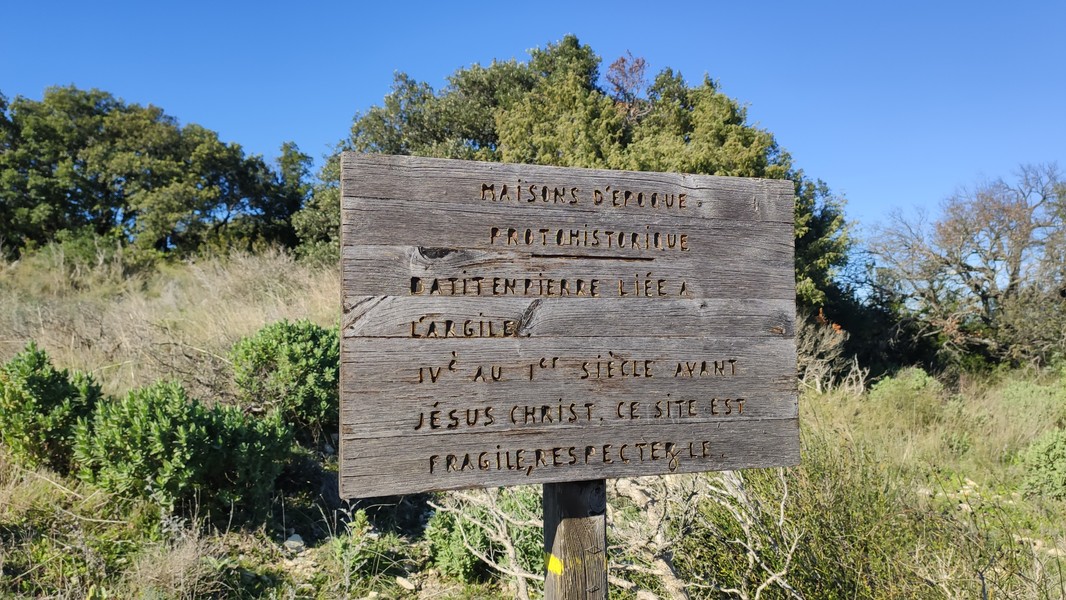 MAISONS D'EPOQUE.
PROTOHISTORIQUE
BATIT EN PIERRE LIÉE A
L'ARGILE
IVè AU Ier SIÈCLE AVANT
JÉSUS CHRIST. CE SITE EST
FRAGILE, RESPECTEZ-LE.